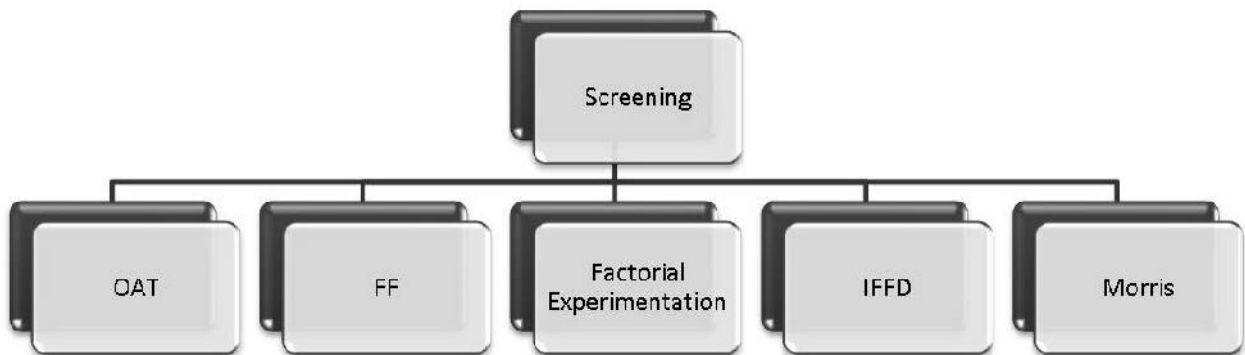 Screening
OAT
FF
Factorial
Experimentation
IFFD
Morris